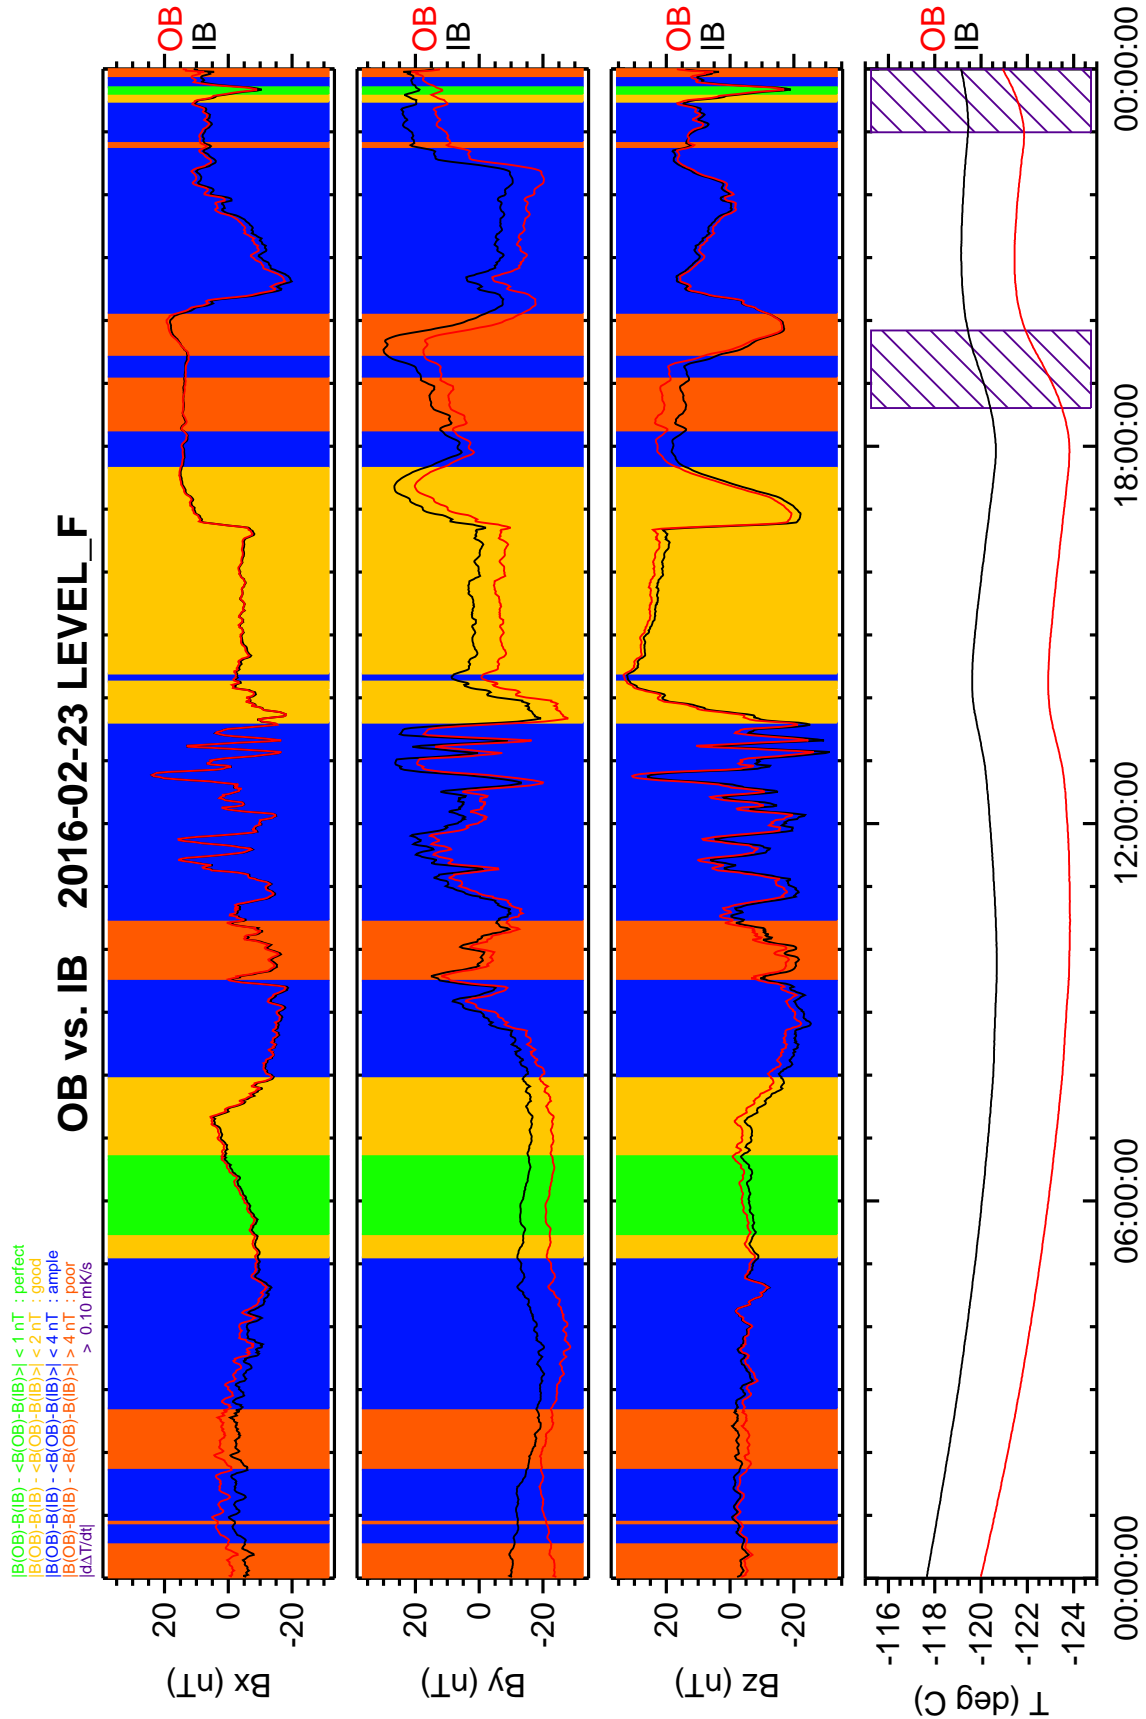 |B(OB)-B(IB) - <B(OB)-B(IB)>| < 1 nT : perfect
|B(OB)-B(IB) - <B(OB)-B(IB)>| < 2 nT : good
|B(OB)-B(IB) - <B(OB)-B(IB)>| < 4 nT : ample
|B(OB)-B(IB) - <B(OB)-B(IB)>| > 4 nT : poor
|dΔT/dt| > 0.10 mK/s
OB vs. IB 2016-02-23 LEVEL_F
Bx (nT)
20
0
-20
OB
IB
By (nT)
20
0
-20
OB
IB
Bz (nT)
20
0
-20
OB
IB
T (deg C)
-116
-118
-120
-122
-124
OB
IB
00:00:00
06:00:00
12:00:00
18:00:00
00:00:00